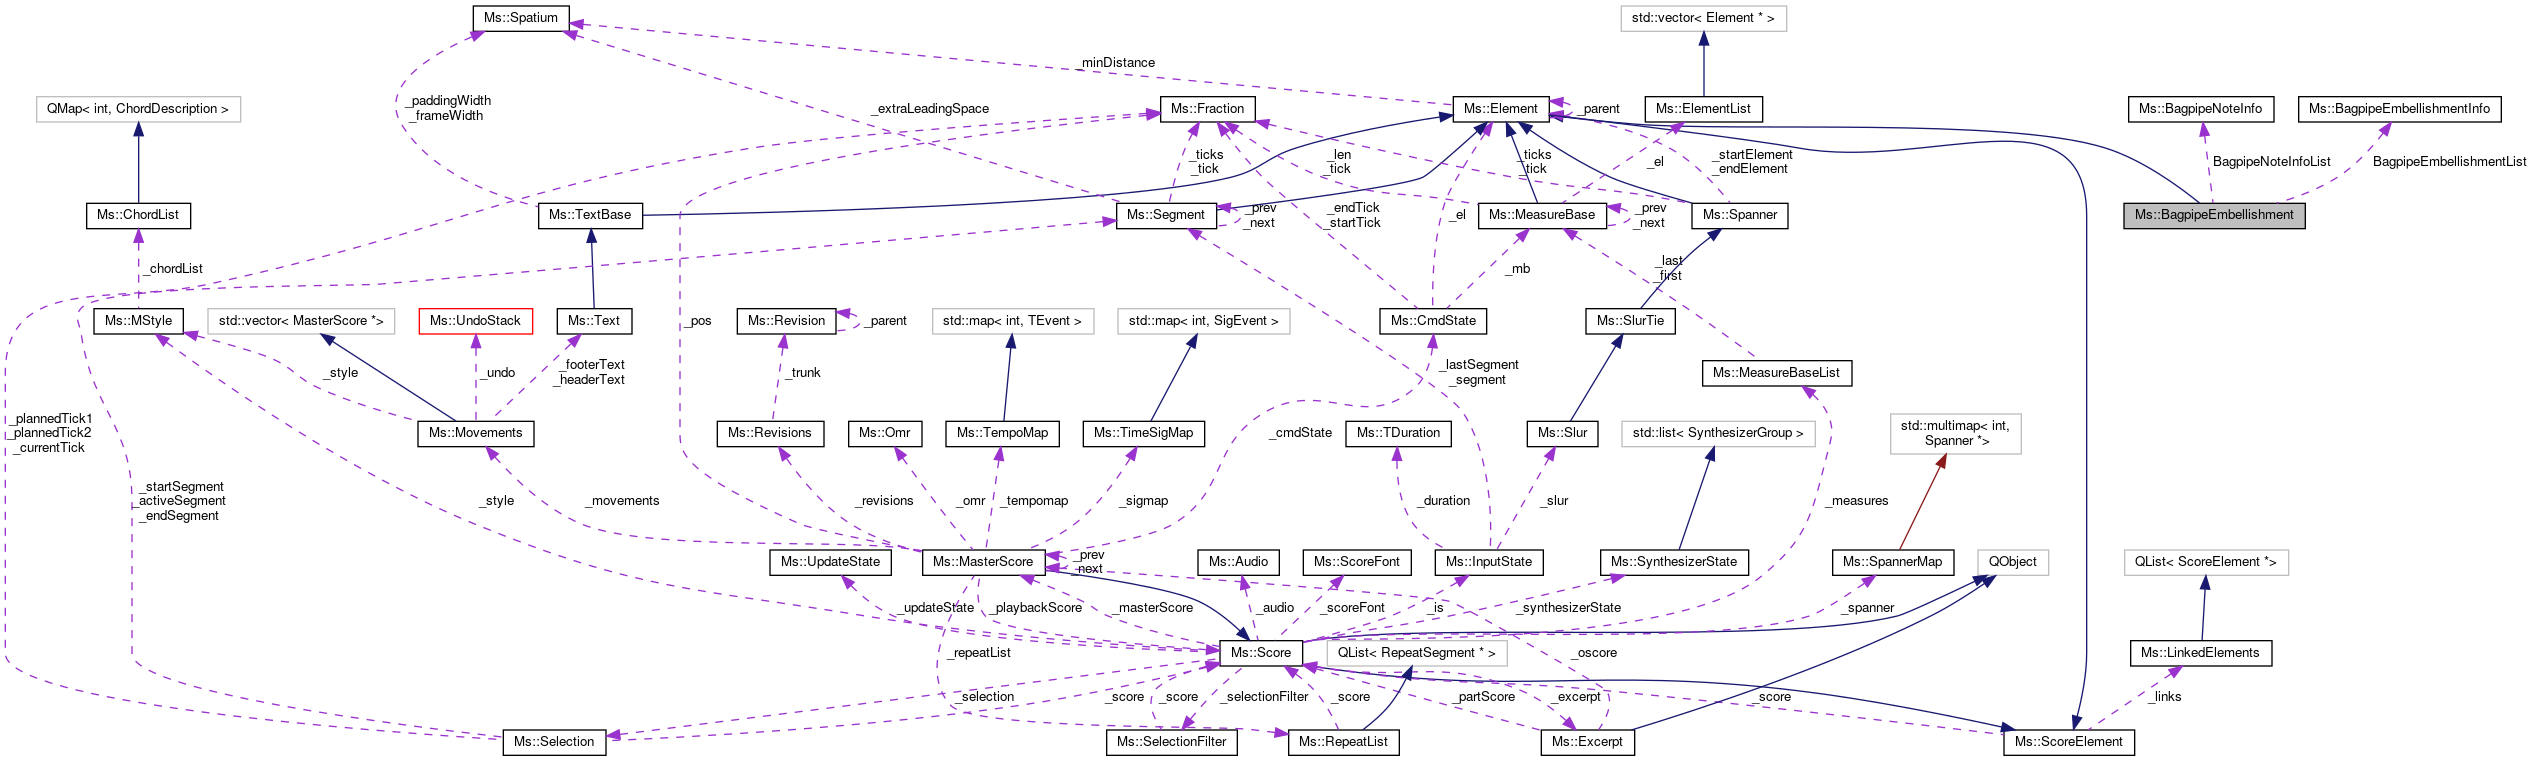 Ms::Spatium
std::vector< Element * >
_minDistance
QMap< int, ChordDescription >
_paddingWidth
_frameWidth
_extraLeadingSpace
Ms::Fraction
Ms::Element
_parent
Ms::ElementList
Ms::BagpipeNoteInfo
Ms::BagpipeEmbellishmentInfo
_ticks
_tick
_len
_tick
_ticks
_tick
_el
_startElement
_endElement
BagpipeNoteInfoList
BagpipeEmbellishmentList
Ms::ChordList
Ms::TextBase
Ms::Segment
_prev
_next
_endTick
_startTick
_el
Ms::MeasureBase
_prev
_next
Ms::Spanner
Ms::BagpipeEmbellishment
_chordList
_mb
_last
_first
Ms::MStyle
std::vector< MasterScore *>
Ms::UndoStack
Ms::Text
_pos
Ms::Revision
_parent
std::map< int, TEvent >
std::map< int, SigEvent >
Ms::CmdState
Ms::SlurTie
_style
_undo
_footerText
_headerText
_trunk
_lastSegment
_segment
Ms::MeasureBaseList
_plannedTick1
_plannedTick2
_currentTick
Ms::Movements
Ms::Revisions
Ms::Omr
Ms::TempoMap
Ms::TimeSigMap
_cmdState
Ms::TDuration
Ms::Slur
std::list< SynthesizerGroup >
std::multimap< int,
Spanner *>
_startSegment
_activeSegment
_endSegment
_style
_movements
_revisions
_omr
_tempomap
_sigmap
_duration
_slur
_measures
Ms::UpdateState
Ms::MasterScore
_prev
_next
Ms::Audio
Ms::ScoreFont
Ms::InputState
Ms::SynthesizerState
Ms::SpannerMap
QObject
QList< ScoreElement *>
_updateState
_playbackScore
_masterScore
_audio
_scoreFont
_is
_synthesizerState
_spanner
_repeatList
Ms::Score
QList< RepeatSegment * >
_oscore
Ms::LinkedElements
_selection
_score
_score
_selectionFilter
_score
_partScore
_excerpt
_score
_links
Ms::Selection
Ms::SelectionFilter
Ms::RepeatList
Ms::Excerpt
Ms::ScoreElement